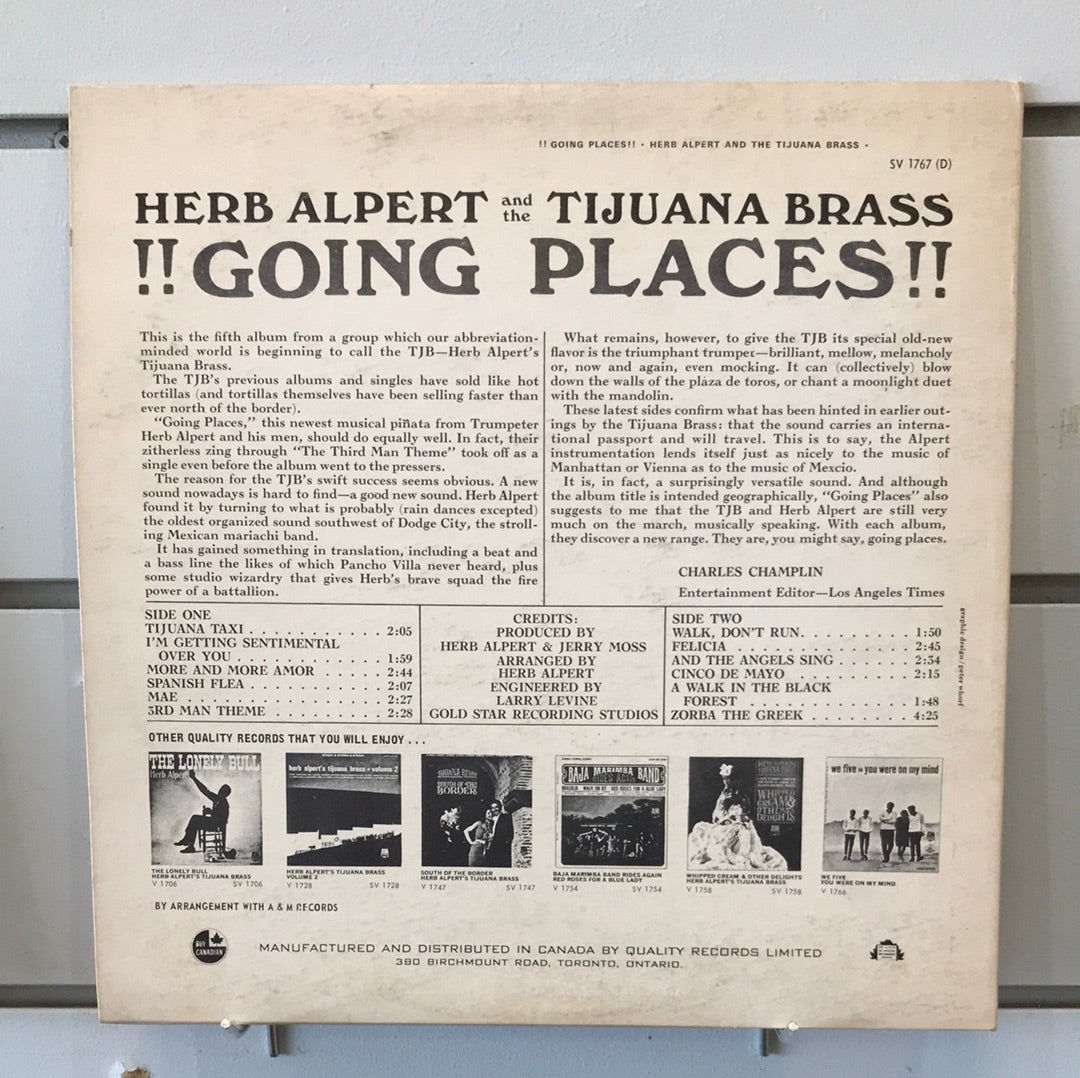 !! GOING PLACES!! • HERB ALPERT AND THE TIJUANA BRASS •
SV 1767 (D)
HERB ALPERT and the TIJUANA BRASS
!! GOING PLACES !!
This is the fifth album from a group which our abbreviation-
minded world is beginning to call the TJB—Herb Alpert's
Tijuana Brass.
The TJB's previous albums and singles have sold like hot
tortillas (and tortillas themselves have been selling faster than
ever north of the border).
"Going Places," this newest musical piñata from Trumpeter
Herb Alpert and his men, should do equally well. In fact, their
zitherless zing through "The Third Man Theme" took off as a
single even before the album went to the pressers.
The reason for the TJB's swift success seems obvious. A new
sound nowadays is hard to find—a good new sound. Herb Alpert
found it by turning to what is probably (rain dances excepted)
the oldest organized sound southwest of Dodge City, the stroll-
ing Mexican mariachi band.
It has gained something in translation, including a beat and
a bass line the likes of which Pancho Villa never heard, plus
some studio wizardry that gives Herb's brave squad the fire
power of a battallion.
What remains, however, to give the TJB its special old-new
flavor is the triumphant trumpet—brilliant, mellow, melancholy
or, now and again, even mocking. It can (collectively) blow
down the walls of the plaza de toros, or chant a moonlight duet
with the mandolin.
These latest sides confirm what has been hinted in earlier out-
ings by the Tijuana Brass: that the sound carries an interna-
tional passport and will travel. This is to say, the Alpert
instrumentation lends itself just as nicely to the music of
Manhattan or Vienna as to the music of Mexcio.
It is, in fact, a surprisingly versatile sound. And although
the album title is intended geographically, "Going Places" also
suggests to me that the TJB and Herb Alpert are still very
much on the march, musically speaking. With each album,
they discover a new range. They are, you might say, going places.
CHARLES CHAMPLIN
Entertainment Editor—Los Angeles Times
SIDE ONE
TIJUANA TAXI . . . . . . . . . . . 2:05
I'M GETTING SENTIMENTAL
OVER YOU . . . . . . . . . . . . 1:59
MORE AND MORE AMOR . . . . . 2:44
SPANISH FLEA . . . . . . . . . . . 2:07
MAE . . . . . . . . . . . . . . . . 2:27
3RD MAN THEME . . . . . . . . . 2:28
CREDITS:
PRODUCED BY
HERB ALPERT & JERRY MOSS
ARRANGED BY
HERB ALPERT
ENGINEERED BY
LARRY LEVINE
GOLD STAR RECORDING STUDIOS
SIDE TWO
WALK, DON'T RUN. . . . . . . . . 1:50
FELICIA . . . . . . . . . . . . . . 2:45
AND THE ANGELS SING . . . . . . 2:34
CINCO DE MAYO . . . . . . . . . 2:15
A WALK IN THE BLACK
FOREST . . . . . . . . . . . . . 1:48
ZORBA THE GREEK . . . . . . . . 4:25
graphic design / peter whorf
OTHER QUALITY RECORDS THAT YOU WILL ENJOY . . .
THE LONELY BULL
Herb Alpert
herb alpert's tijuana brass • volume 2
TIJUANA BRASS
SOUTH OF THE
BORDER
BAJA MARIMBA BAND
RIDES AGAIN
WHIPPED
CREAM &
OTHER
DELIGHTS
we five » you were on my mind
THE LONELY BULL
HERB ALPERT'S TIJUANA BRASS
V 1706 SV 1706
HERB ALPERT'S TIJUANA BRASS
VOLUME 2
V 1728 SV 1728
SOUTH OF THE BORDER
HERB ALPERT'S TIJUANA BRASS
V 1747 SV 1747
BAJA MARIMBA BAND RIDES AGAIN
RED ROSES FOR A BLUE LADY
V 1754 SV 1754
WHIPPED CREAM & OTHER DELIGHTS
HERB ALPERT'S TIJUANA BRASS
V 1758 SV 1758
WE FIVE
YOU WERE ON MY MIND
V 1766
BY ARRANGEMENT WITH A & M RECORDS
BUY
CANADIAN
MANUFACTURED AND DISTRIBUTED IN CANADA BY QUALITY RECORDS LIMITED
380 BIRCHMOUNT ROAD, TORONTO, ONTARIO.